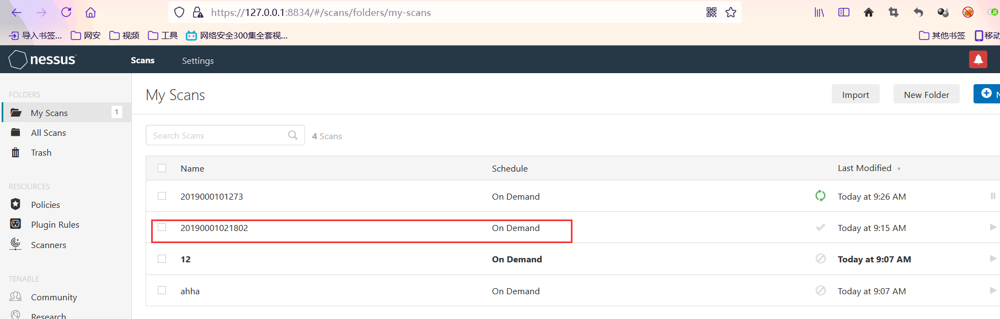 https://127.0.0.1:8834/#/scans/folders/my-scans
导入书签... 网安 视频 工具 网络安全300集全套视... 其他书签 移动
nessus Scans Settings
FOLDERS
My Scans 1
All Scans
Trash
RESOURCES
Policies
Plugin Rules
Scanners
TENABLE
Community
Research
My Scans Import New Folder N
Search Scans 4 Scans
Name Schedule Last Modified
2019000101273 On Demand Today at 9:26 AM
20190001021802 On Demand Today at 9:15 AM
12 On Demand Today at 9:07 AM
ahha On Demand Today at 9:07 AM